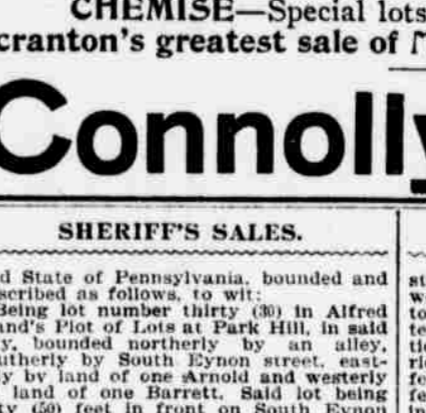 CHEMISE—Special lots
cranton's greatest sale of
Connolly
SHERIFF'S SALES.
d State of Pennsylvania, bounded and
scribed as follows, to wit:
Being lot number thirty (30) in Alfred
and's Plot of Lots at Park Hill, in said
y, bounded northerly by an alley,
utherly by South Eynon street, east-
y by land of one Arnold and westerly
land of one Barrett. Said lot being
ty (50) feet in front on South Eynon